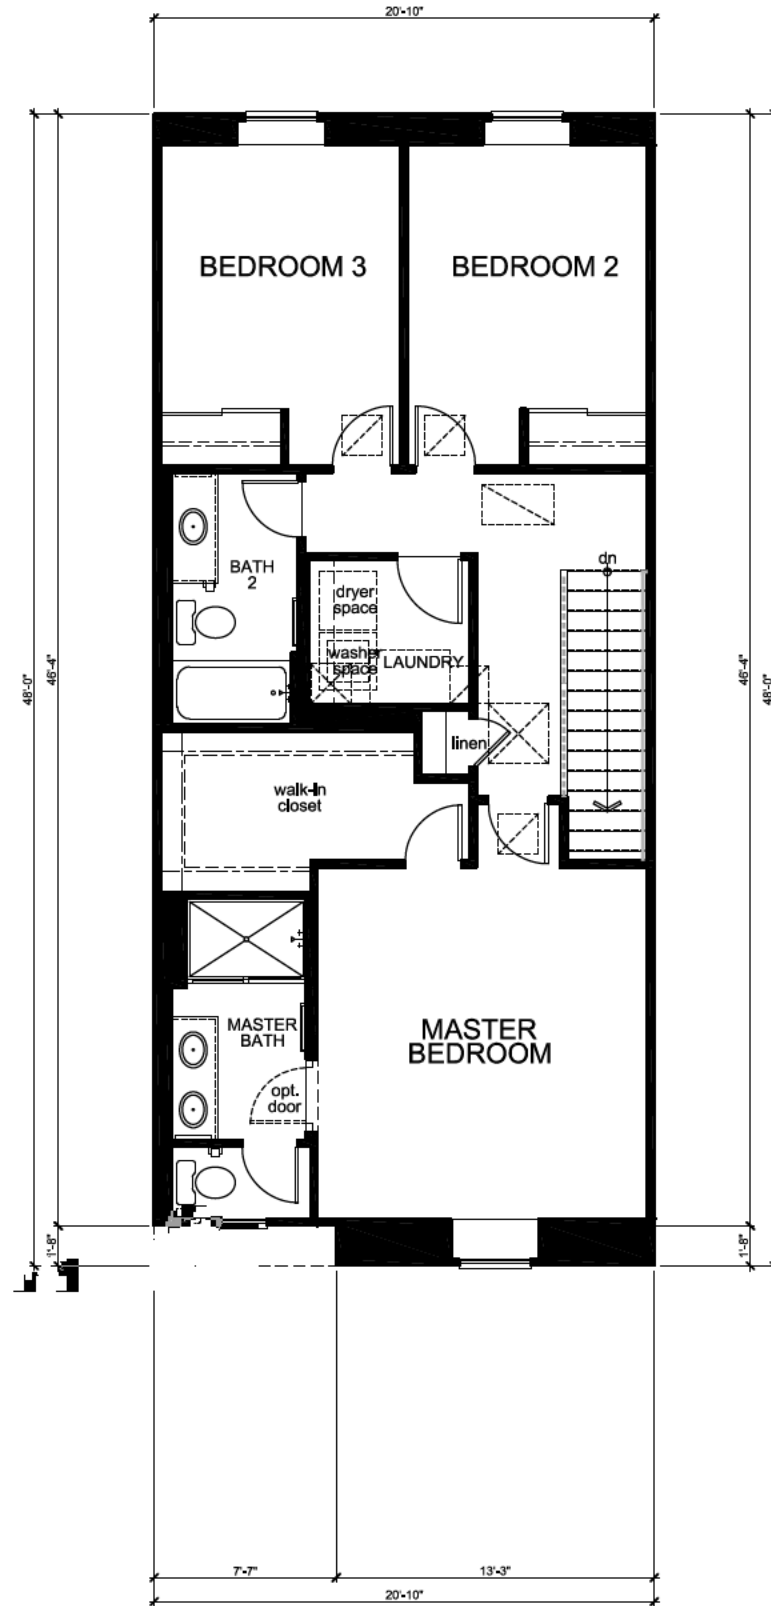 20'-10"
BEDROOM 3
BEDROOM 2
dn
BATH
2
dryer
space
washer
space
LAUNDRY
48'-0"
46'-4"
46'-4"
48'-0"
linen
walk-in
closet
MASTER
BATH
MASTER
BEDROOM
opt.
door
1'-8"
1'-8"
7'-7"
13'-3"
20'-10"